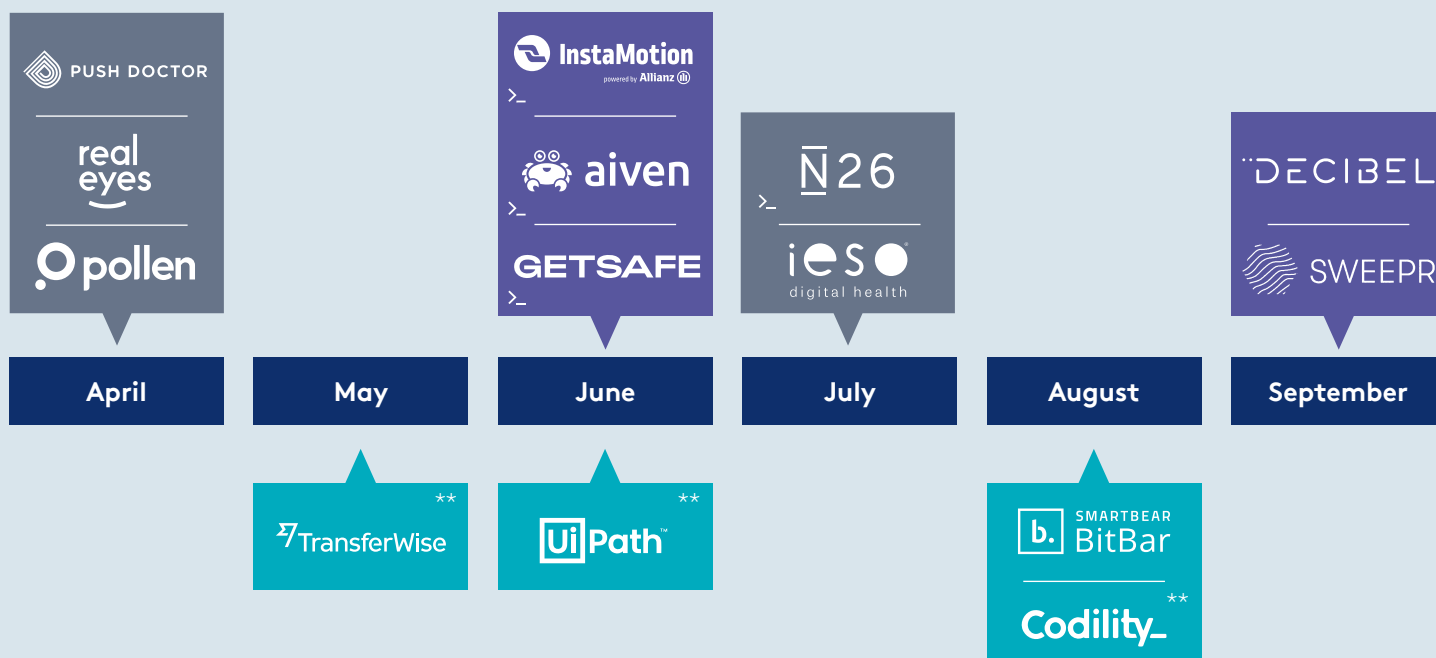 PUSH DOCTOR
real
eyes
pollen
InstaMotion
powered by Allianz
>_
aiven
>_
GETSAFE
>_
N26
>_
ieso
digital health
DECIBEL
SWEEPR
April
May
June
July
August
September
**
TransferWise
**
UiPath™
b.
SMARTBEAR
BitBar
**
Codility_